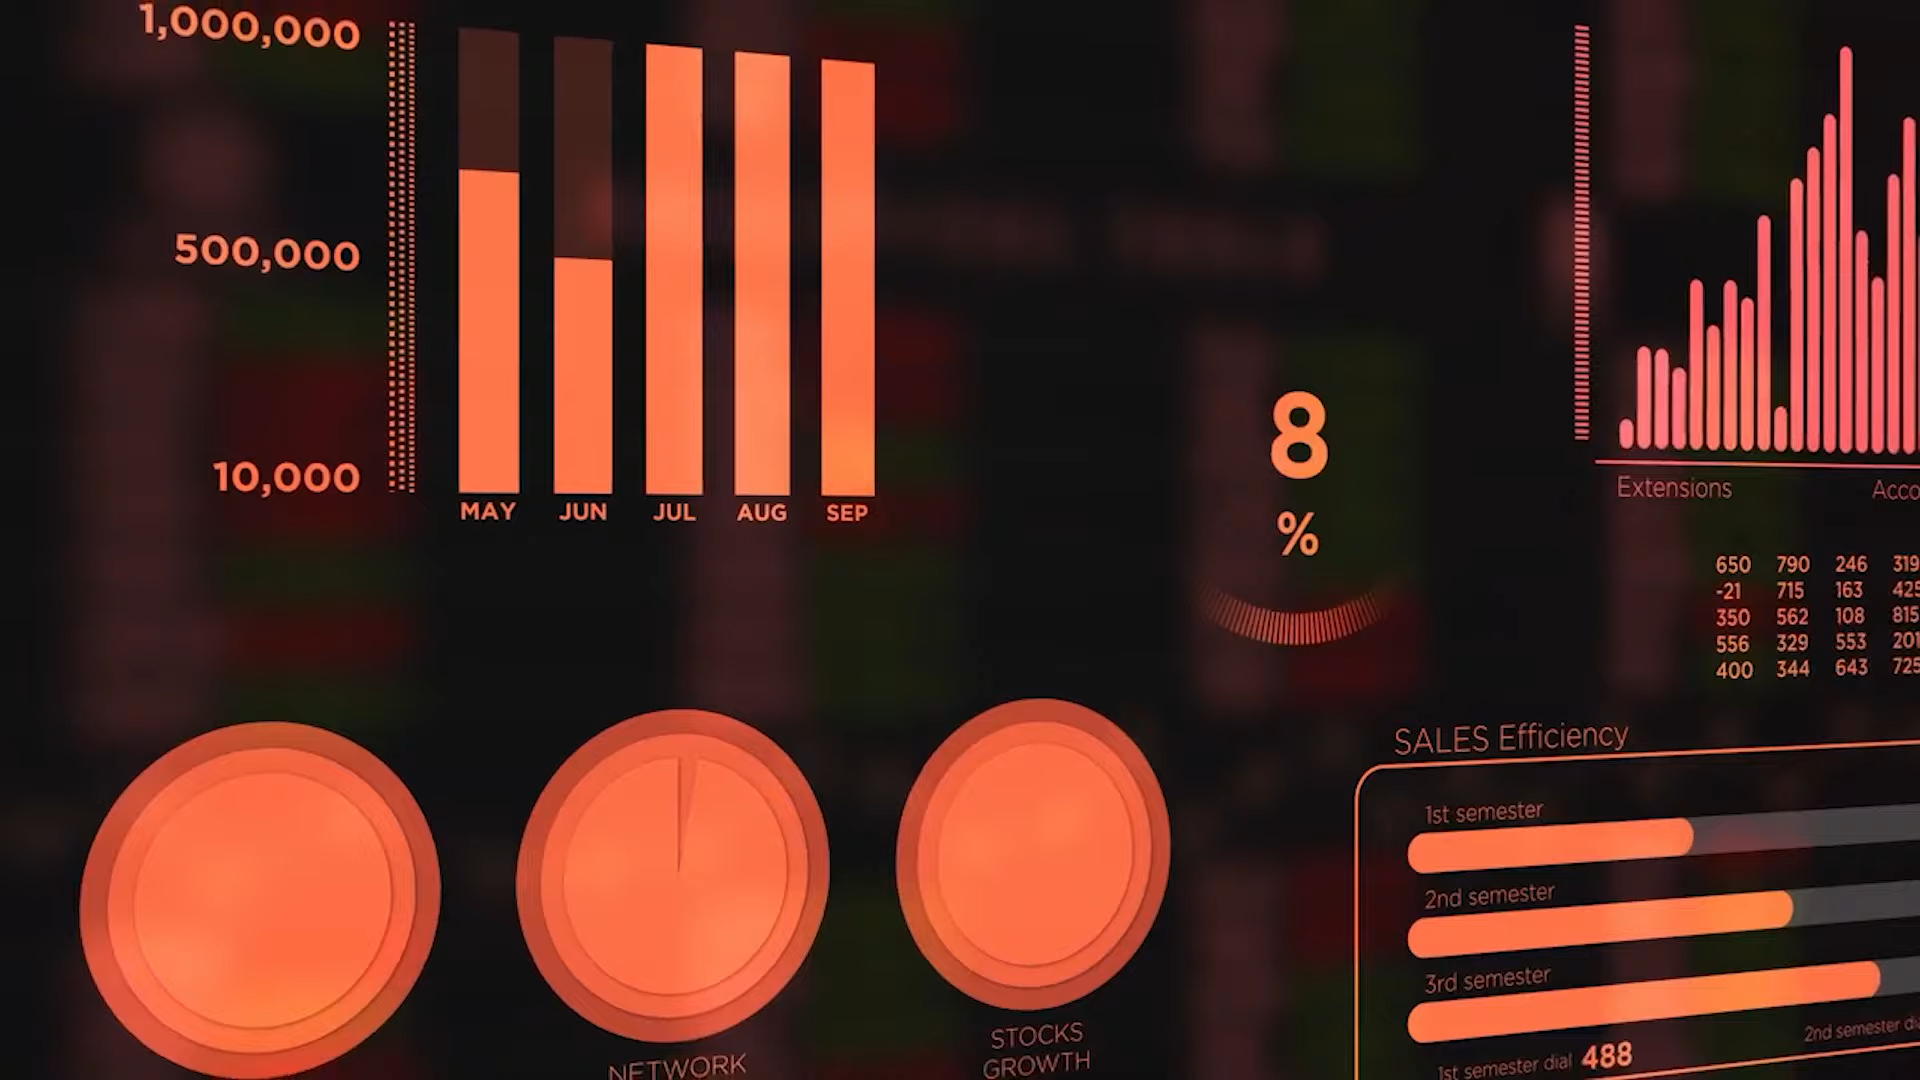 1,000,000
500,000
10,000
MAY JUN JUL AUG SEP
8
%
Extensions
650 790 246
-21 715 163
350 562 108
556 329 553
400 344 643
SALES Efficiency
1st semester
2nd semester
3rd semester
1st semester dial 488
2nd semester
NETWORK
STOCKS
GROWTH